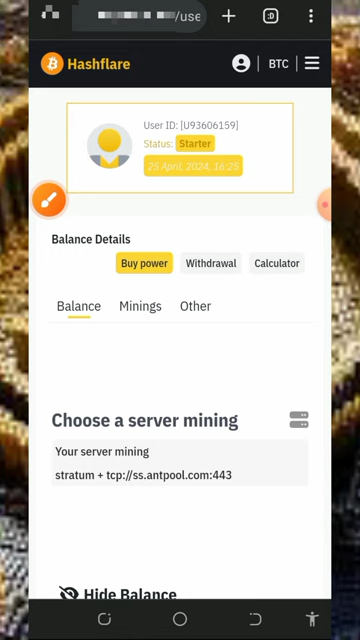 /use
:D
Hashflare
BTC
User ID: [U93606159]
Status: Starter
25 April, 2024, 16:25
Balance Details
Buy power
Withdrawal
Calculator
Balance
Minings
Other
Choose a server mining
Your server mining
stratum + tcp://ss.antpool.com:443
Hide Balance